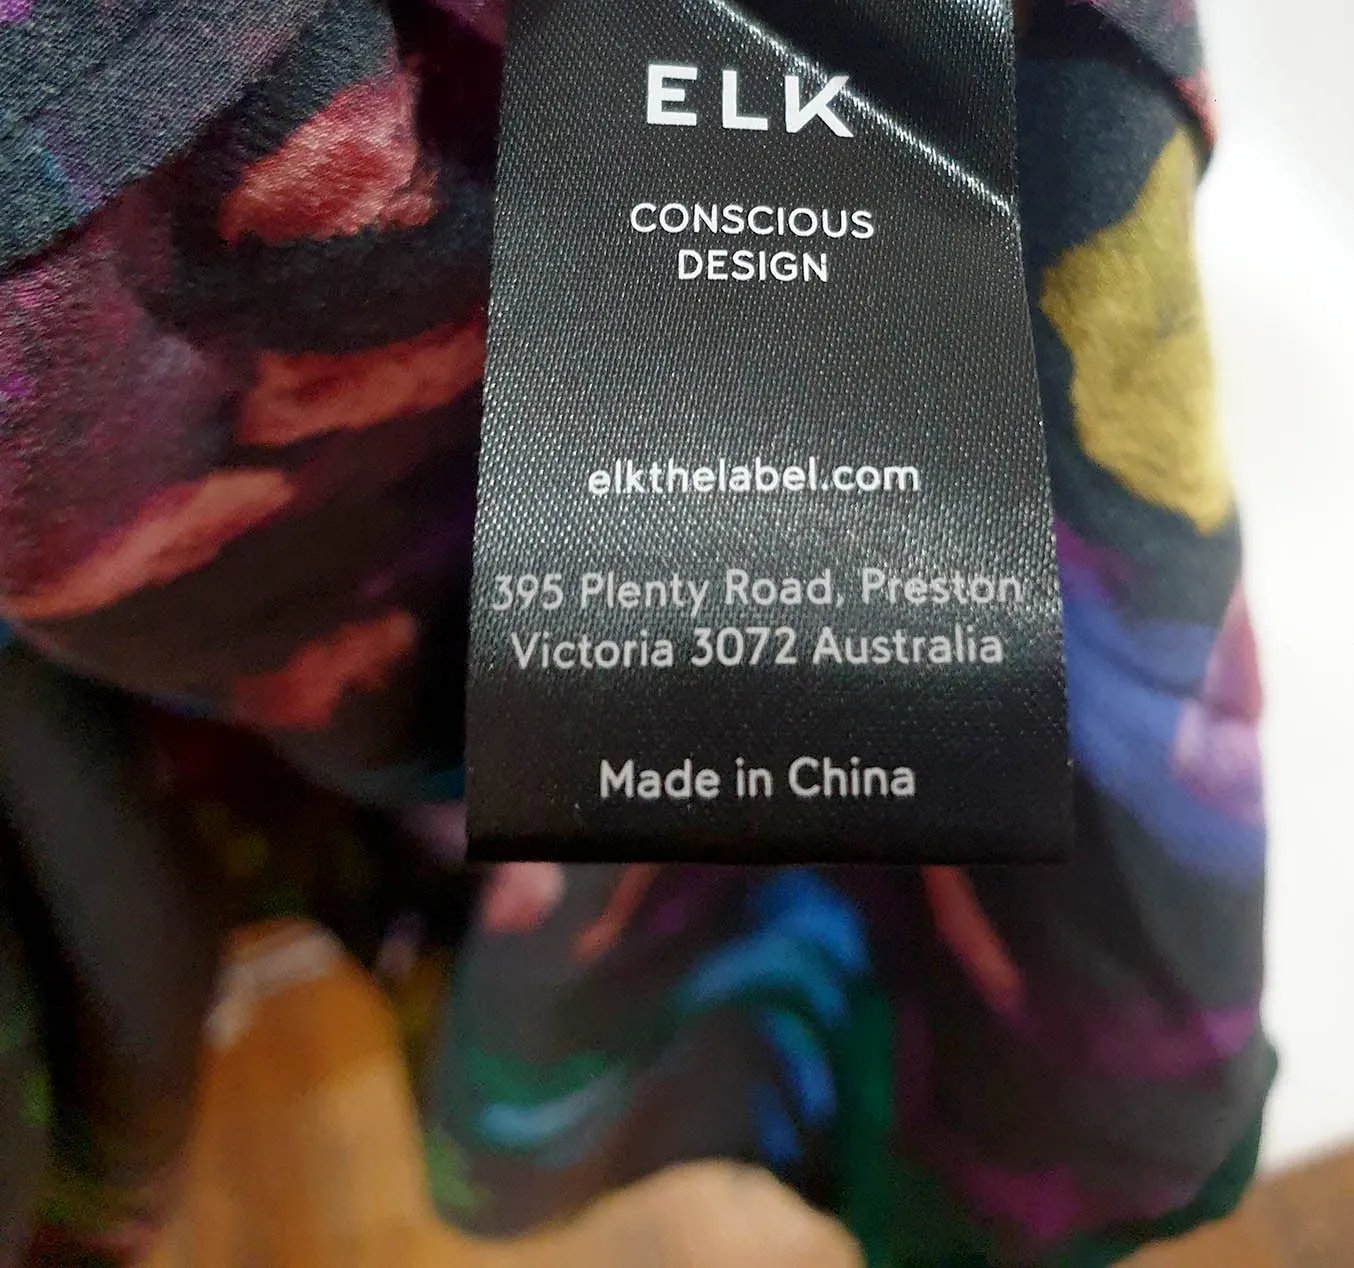 ELK
CONSCIOUS
DESIGN
elkthelabel.com
395 Plenty Road, Preston
Victoria 3072 Australia
Made in China